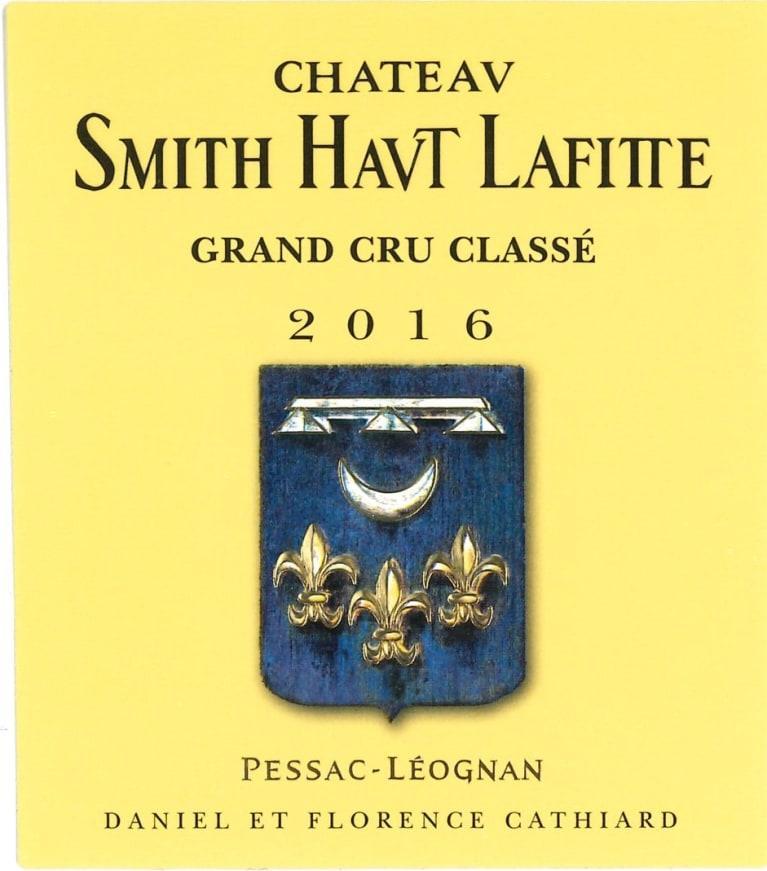 CHATEAV
SMITH HAVT LAFITTE
GRAND CRU CLASSÉ
2016
PESSAC-LÉOGNAN
DANIEL ET FLORENCE CATHIARD